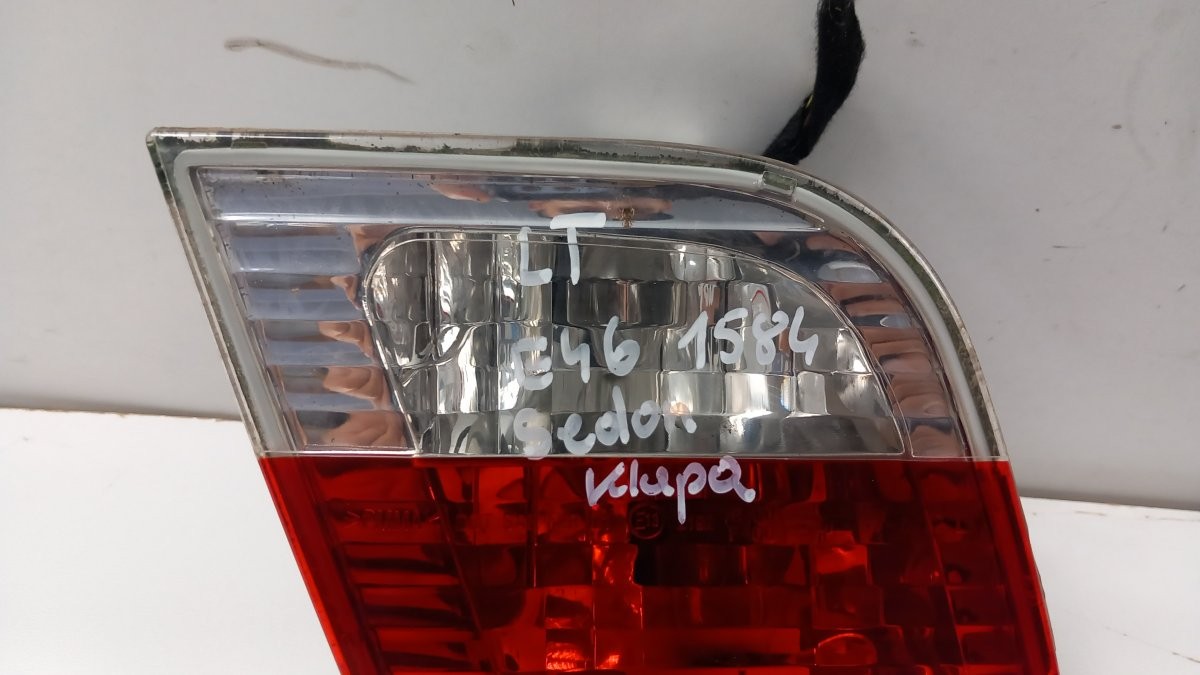 LT
E46 1584
Sedan
Klapa